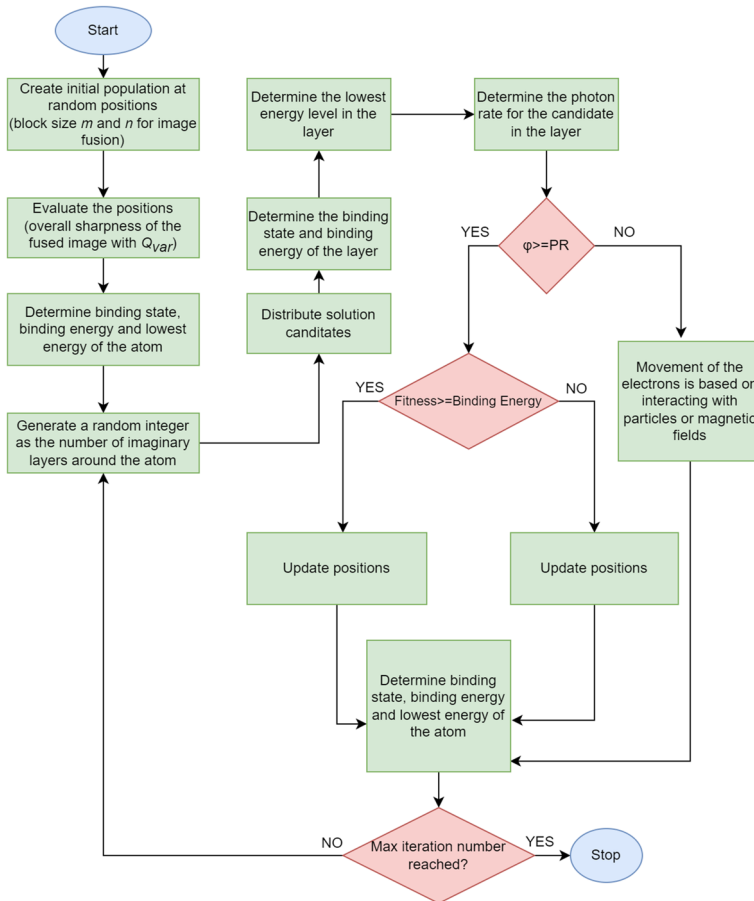 Start
Create initial population at
random positions
(block size m and n for image
fusion)
Evaluate the positions
(overall sharpness of the
fused image with Qvar)
Determine binding state,
binding energy and lowest
energy of the atom
Generate a random integer
as the number of imaginary
layers around the atom
Distribute solution
canditates
Determine the binding
state and binding
energy of the layer
Determine the lowest
energy level in the
layer
Determine the photon
rate for the candidate
in the layer
φ>=PR
YES
NO
Fitness>=Binding Energy
YES
NO
Movement of the
electrons is based on
interacting with
particles or magnetic
fields
Update positions
Update positions
Determine binding
state, binding energy
and lowest energy of
the atom
Max iteration number
reached?
NO
YES
Stop